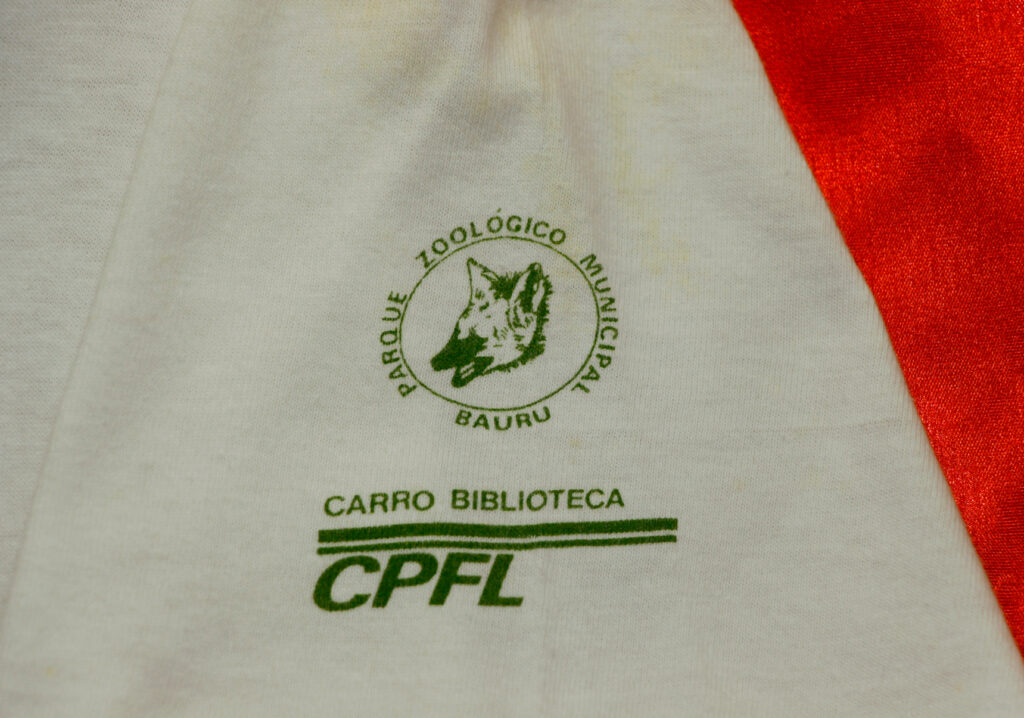 PARQUE ZOOLÓGICO MUNICIPAL
BAURU
CARRO BIBLIOTECA
CPFL